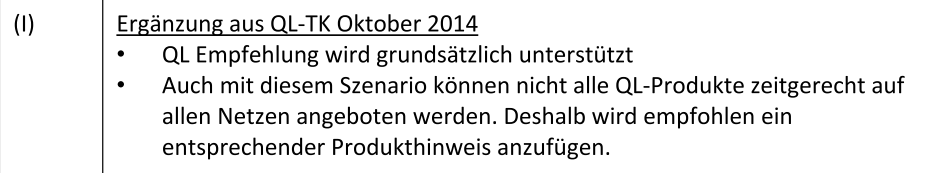 (I)
Ergänzung aus QL-TK Oktober 2014
• QL Empfehlung wird grundsätzlich unterstützt
• Auch mit diesem Szenario können nicht alle QL-Produkte zeitgerecht auf
allen Netzen angeboten werden. Deshalb wird empfohlen ein
entsprechender Produkthinweis anzufügen.